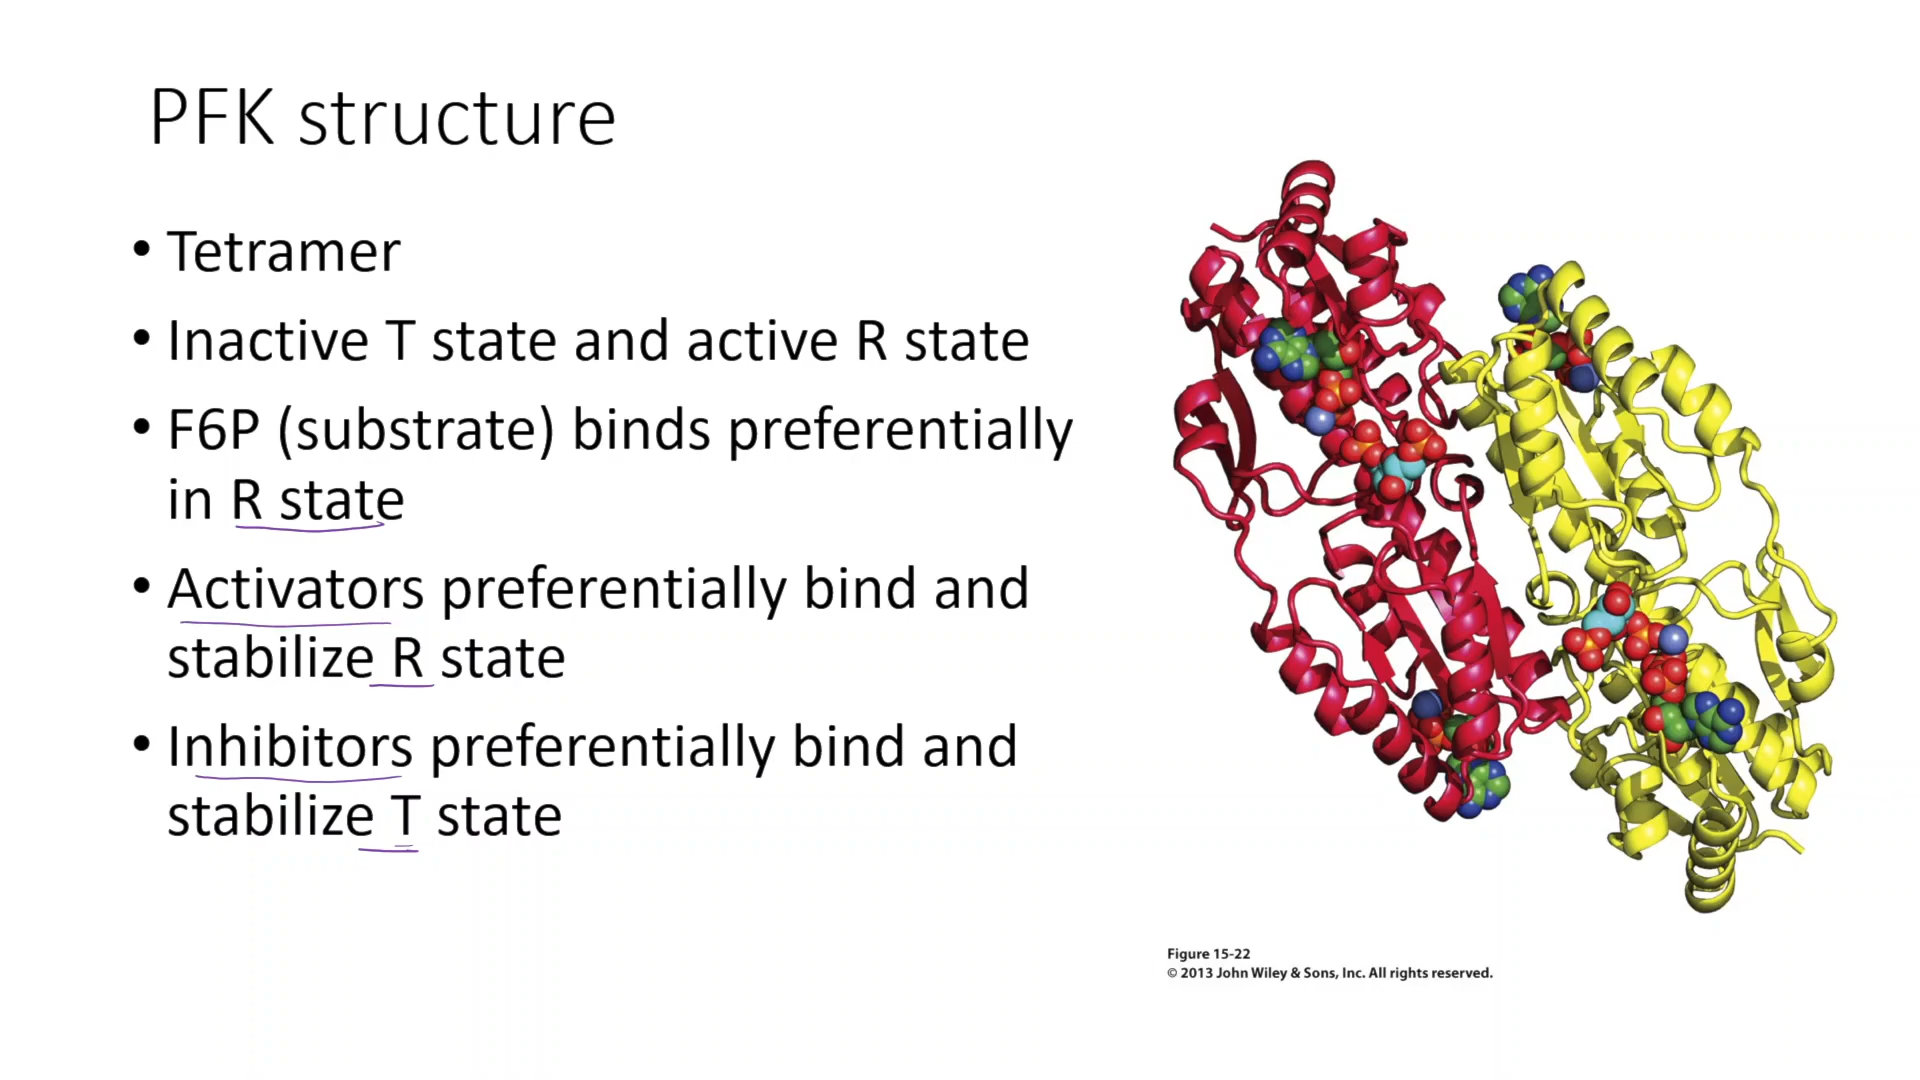 PFK structure
• Tetramer
• Inactive T state and active R state
• F6P (substrate) binds preferentially
in R state
• Activators preferentially bind and
stabilize R state
• Inhibitors preferentially bind and
stabilize T state
Figure 15-22
© 2013 John Wiley & Sons, Inc. All rights reserved.